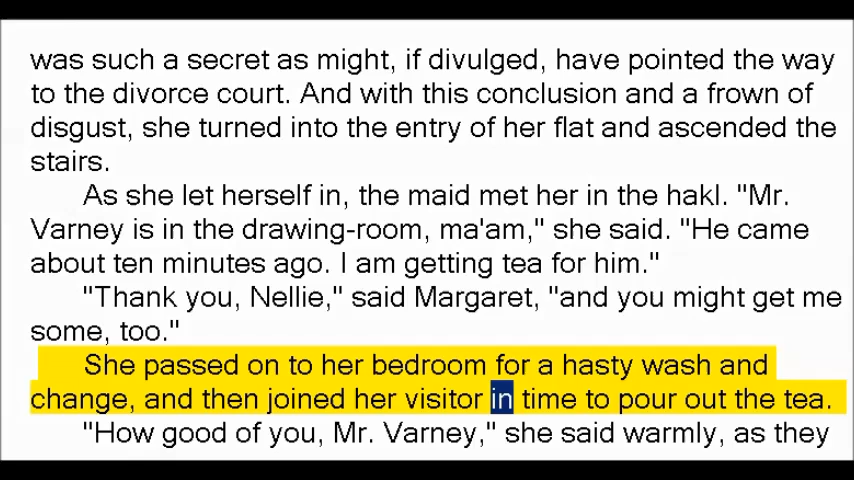 was such a secret as might, if divulged, have pointed the way
to the divorce court. And with this conclusion and a frown of
disgust, she turned into the entry of her flat and ascended the
stairs.
As she let herself in, the maid met her in the hakl. "Mr.
Varney is in the drawing-room, ma'am," she said. "He came
about ten minutes ago. I am getting tea for him."
"Thank you, Nellie," said Margaret, "and you might get me
some, too."
She passed on to her bedroom for a hasty wash and
change, and then joined her visitor in time to pour out the tea.
"How good of you, Mr. Varney," she said warmly, as they